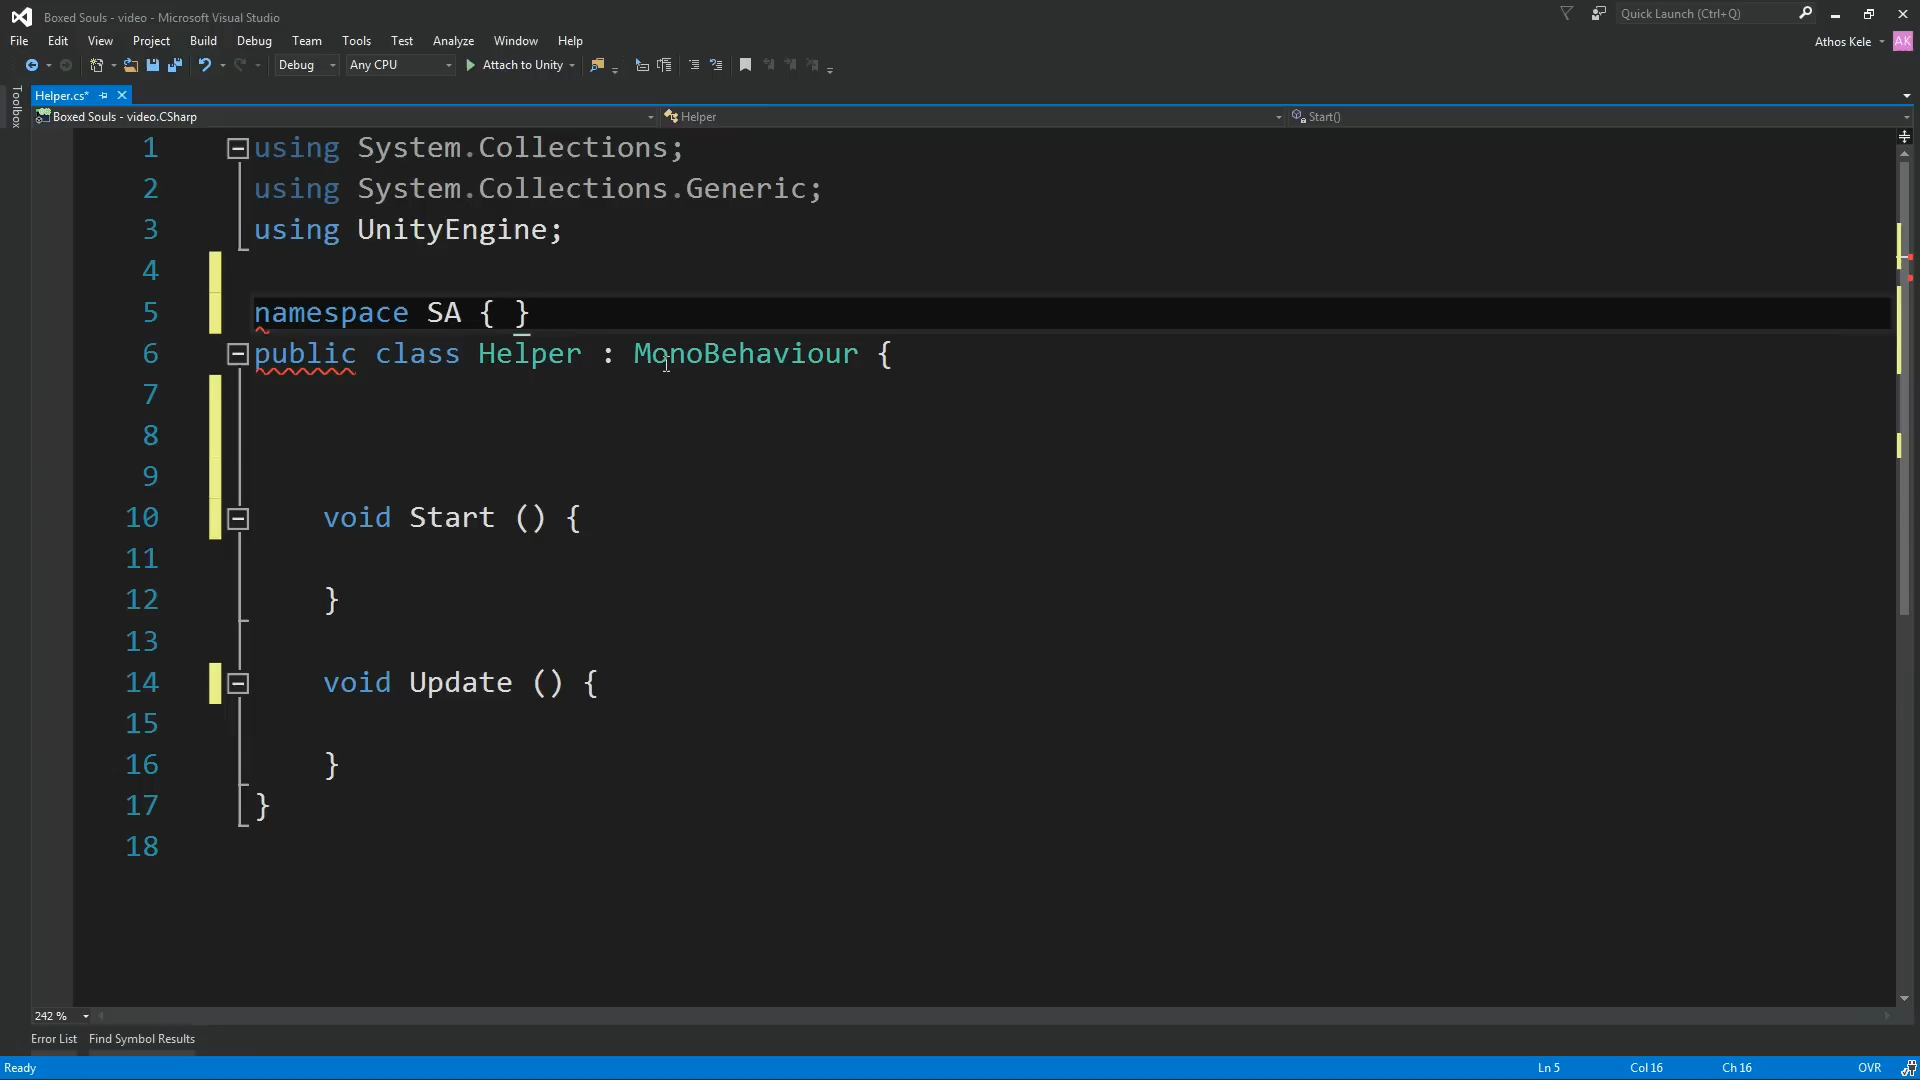 Boxed Souls - video - Microsoft Visual Studio
Quick Launch (Ctrl+Q)
File Edit View Project Build Debug Team Tools Test Analyze Window Help
Athos Kele AK
Debug Any CPU Attach to Unity
Toolbox
Helper.cs*
Boxed Souls - video.CSharp Helper Start()
1 using System.Collections;
2 using System.Collections.Generic;
3 using UnityEngine;
4
5 namespace SA { }
6 public class Helper : MonoBehaviour {
7
8
9
10 void Start () {
11
12 }
13
14 void Update () {
15
16 }
17 }
18
242 %
Error List Find Symbol Results
Ready Ln 5 Col 16 Ch 16 OVR